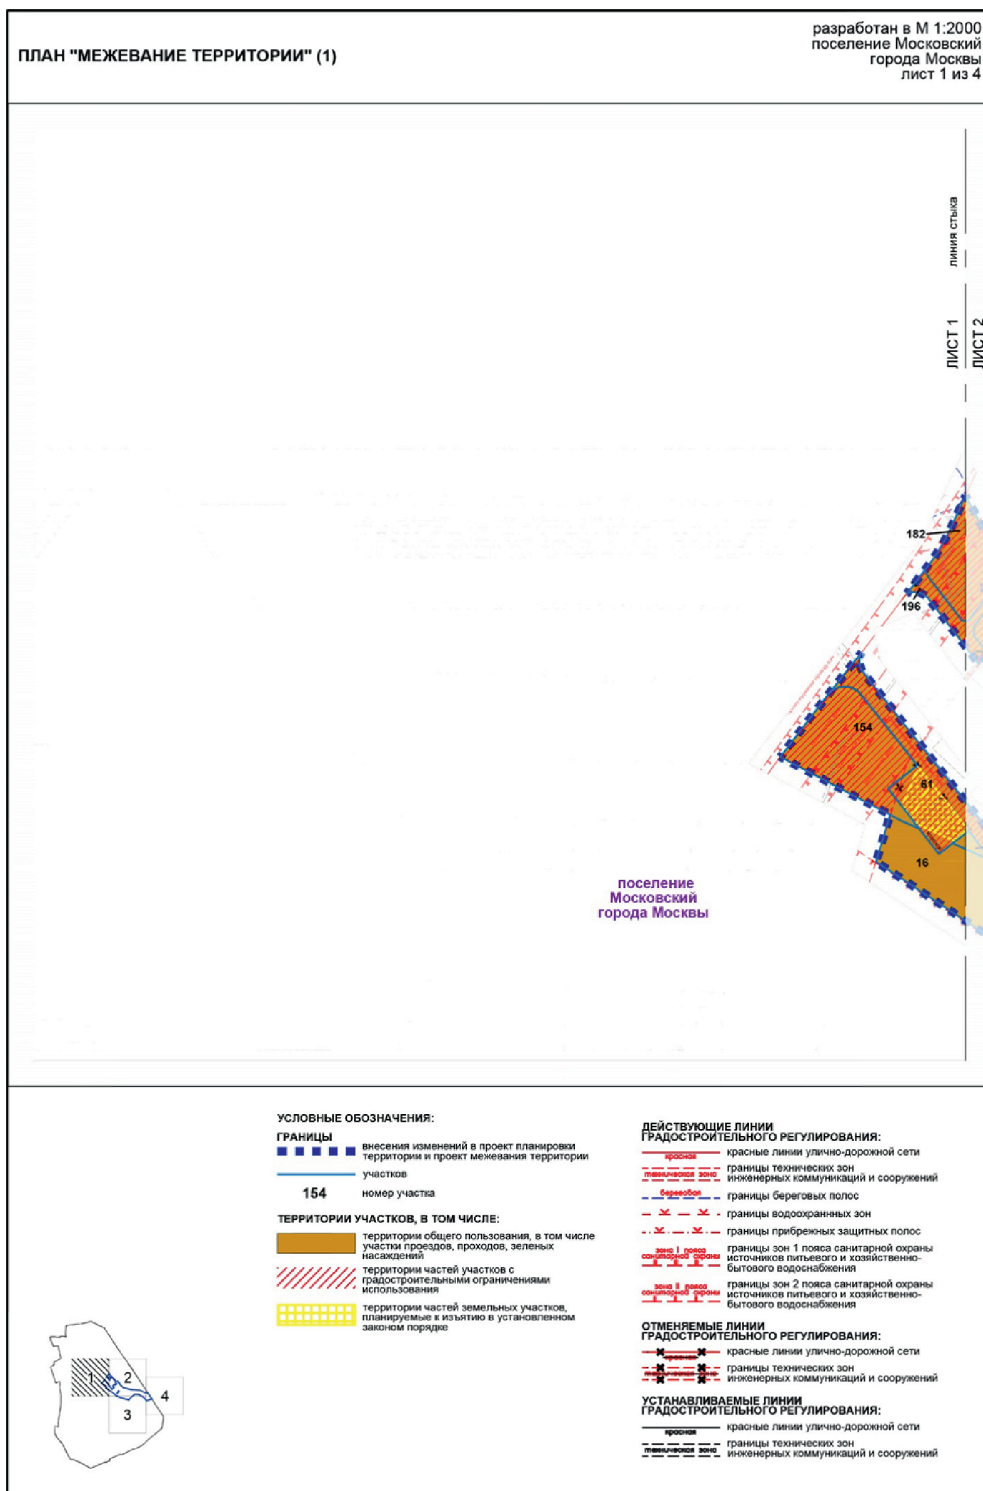 ПЛАН "МЕЖЕВАНИЕ ТЕРРИТОРИИ" (1)
разработан в М 1:2000
поселение Московский
города Москвы
лист 1 из 4
линия стыка
ЛИСТ 1
ЛИСТ 2
182
196
154
61
16
поселение
Московский
города Москвы
УСЛОВНЫЕ ОБОЗНАЧЕНИЯ:
ГРАНИЦЫ
внесения изменений в проект планировки
территории и проект межевания территории
участков
154
номер участка
ТЕРРИТОРИИ УЧАСТКОВ, В ТОМ ЧИСЛЕ:
территории общего пользования, в том числе
участки проездов, проходов, зеленых
насаждений
территории частей участков с
градостроительными ограничениями
использования
территории частей земельных участков,
планируемые к изъятию в установленном
законом порядке
1
2
3
4
ДЕЙСТВУЮЩИЕ ЛИНИИ
ГРАДОСТРОИТЕЛЬНОГО РЕГУЛИРОВАНИЯ:
красная
красные линии улично-дорожной сети
техническая зона
границы технических зон
инженерных коммуникаций и сооружений
береговая
границы береговых полос
границы водоохраннных зон
границы прибрежных защитных полос
зона I пояса
санитарной охраны
границы зон 1 пояса санитарной охраны
источников питьевого и хозяйственно-
бытового водоснабжения
зона II пояса
санитарной охраны
границы зон 2 пояса санитарной охраны
источников питьевого и хозяйственно-
бытового водоснабжения
ОТМЕНЯЕМЫЕ ЛИНИИ
ГРАДОСТРОИТЕЛЬНОГО РЕГУЛИРОВАНИЯ:
красная
красные линии улично-дорожной сети
техническая зона
границы технических зон
инженерных коммуникаций и сооружений
УСТАНАВЛИВАЕМЫЕ ЛИНИИ
ГРАДОСТРОИТЕЛЬНОГО РЕГУЛИРОВАНИЯ:
красная
красные линии улично-дорожной сети
техническая зона
границы технических зон
инженерных коммуникаций и сооружений